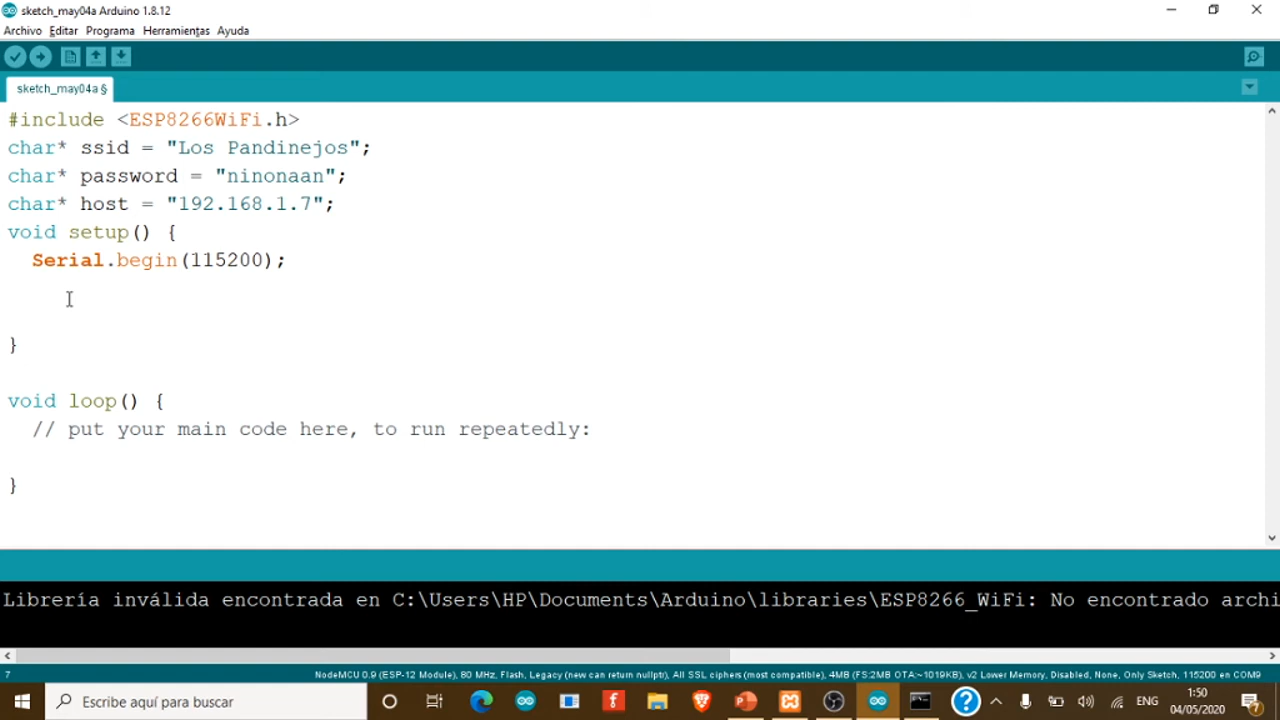 sketch_may04a Arduino 1.8.12
Archivo Editar Programa Herramientas Ayuda
sketch_may04a §
#include <ESP8266WiFi.h>
char* ssid = "Los Pandinejos";
char* password = "ninonaan";
char* host = "192.168.1.7";
void setup() {
Serial.begin(115200);
}
void loop() {
// put your main code here, to run repeatedly:
}
Librería inválida encontrada en C:\Users\HP\Documents\Arduino\libraries\ESP8266_WiFi: No encontrado archi
7 NodeMCU 0.9 (ESP-12 Module), 80 MHz, Flash, Legacy (new can return nullptr), All SSL ciphers (most compatible), 4MB (FS:2MB OTA:~1019KB), v2 Lower Memory, Disabled, None, Only Sketch, 115200 en COM9
Escribe aquí para buscar
ENG
1:50
04/05/2020
7